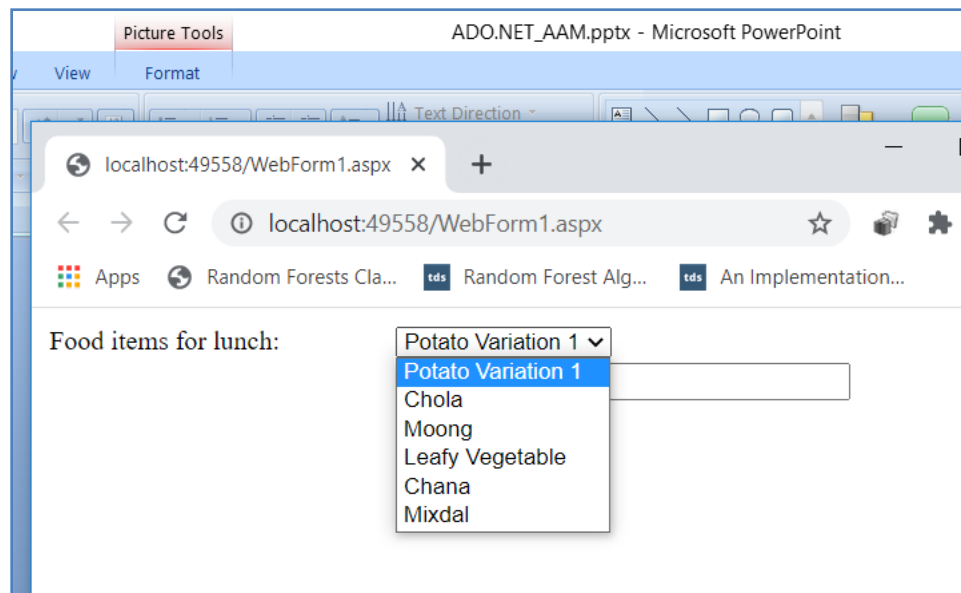 Picture Tools
ADO.NET_AAM.pptx - Microsoft PowerPoint
View
Format
Text Direction
localhost:49558/WebForm1.aspx
localhost:49558/WebForm1.aspx
Apps
Random Forests Cla...
tds
Random Forest Alg...
tds
An Implementation...
Food items for lunch:
Potato Variation 1
Potato Variation 1
Chola
Moong
Leafy Vegetable
Chana
Mixdal